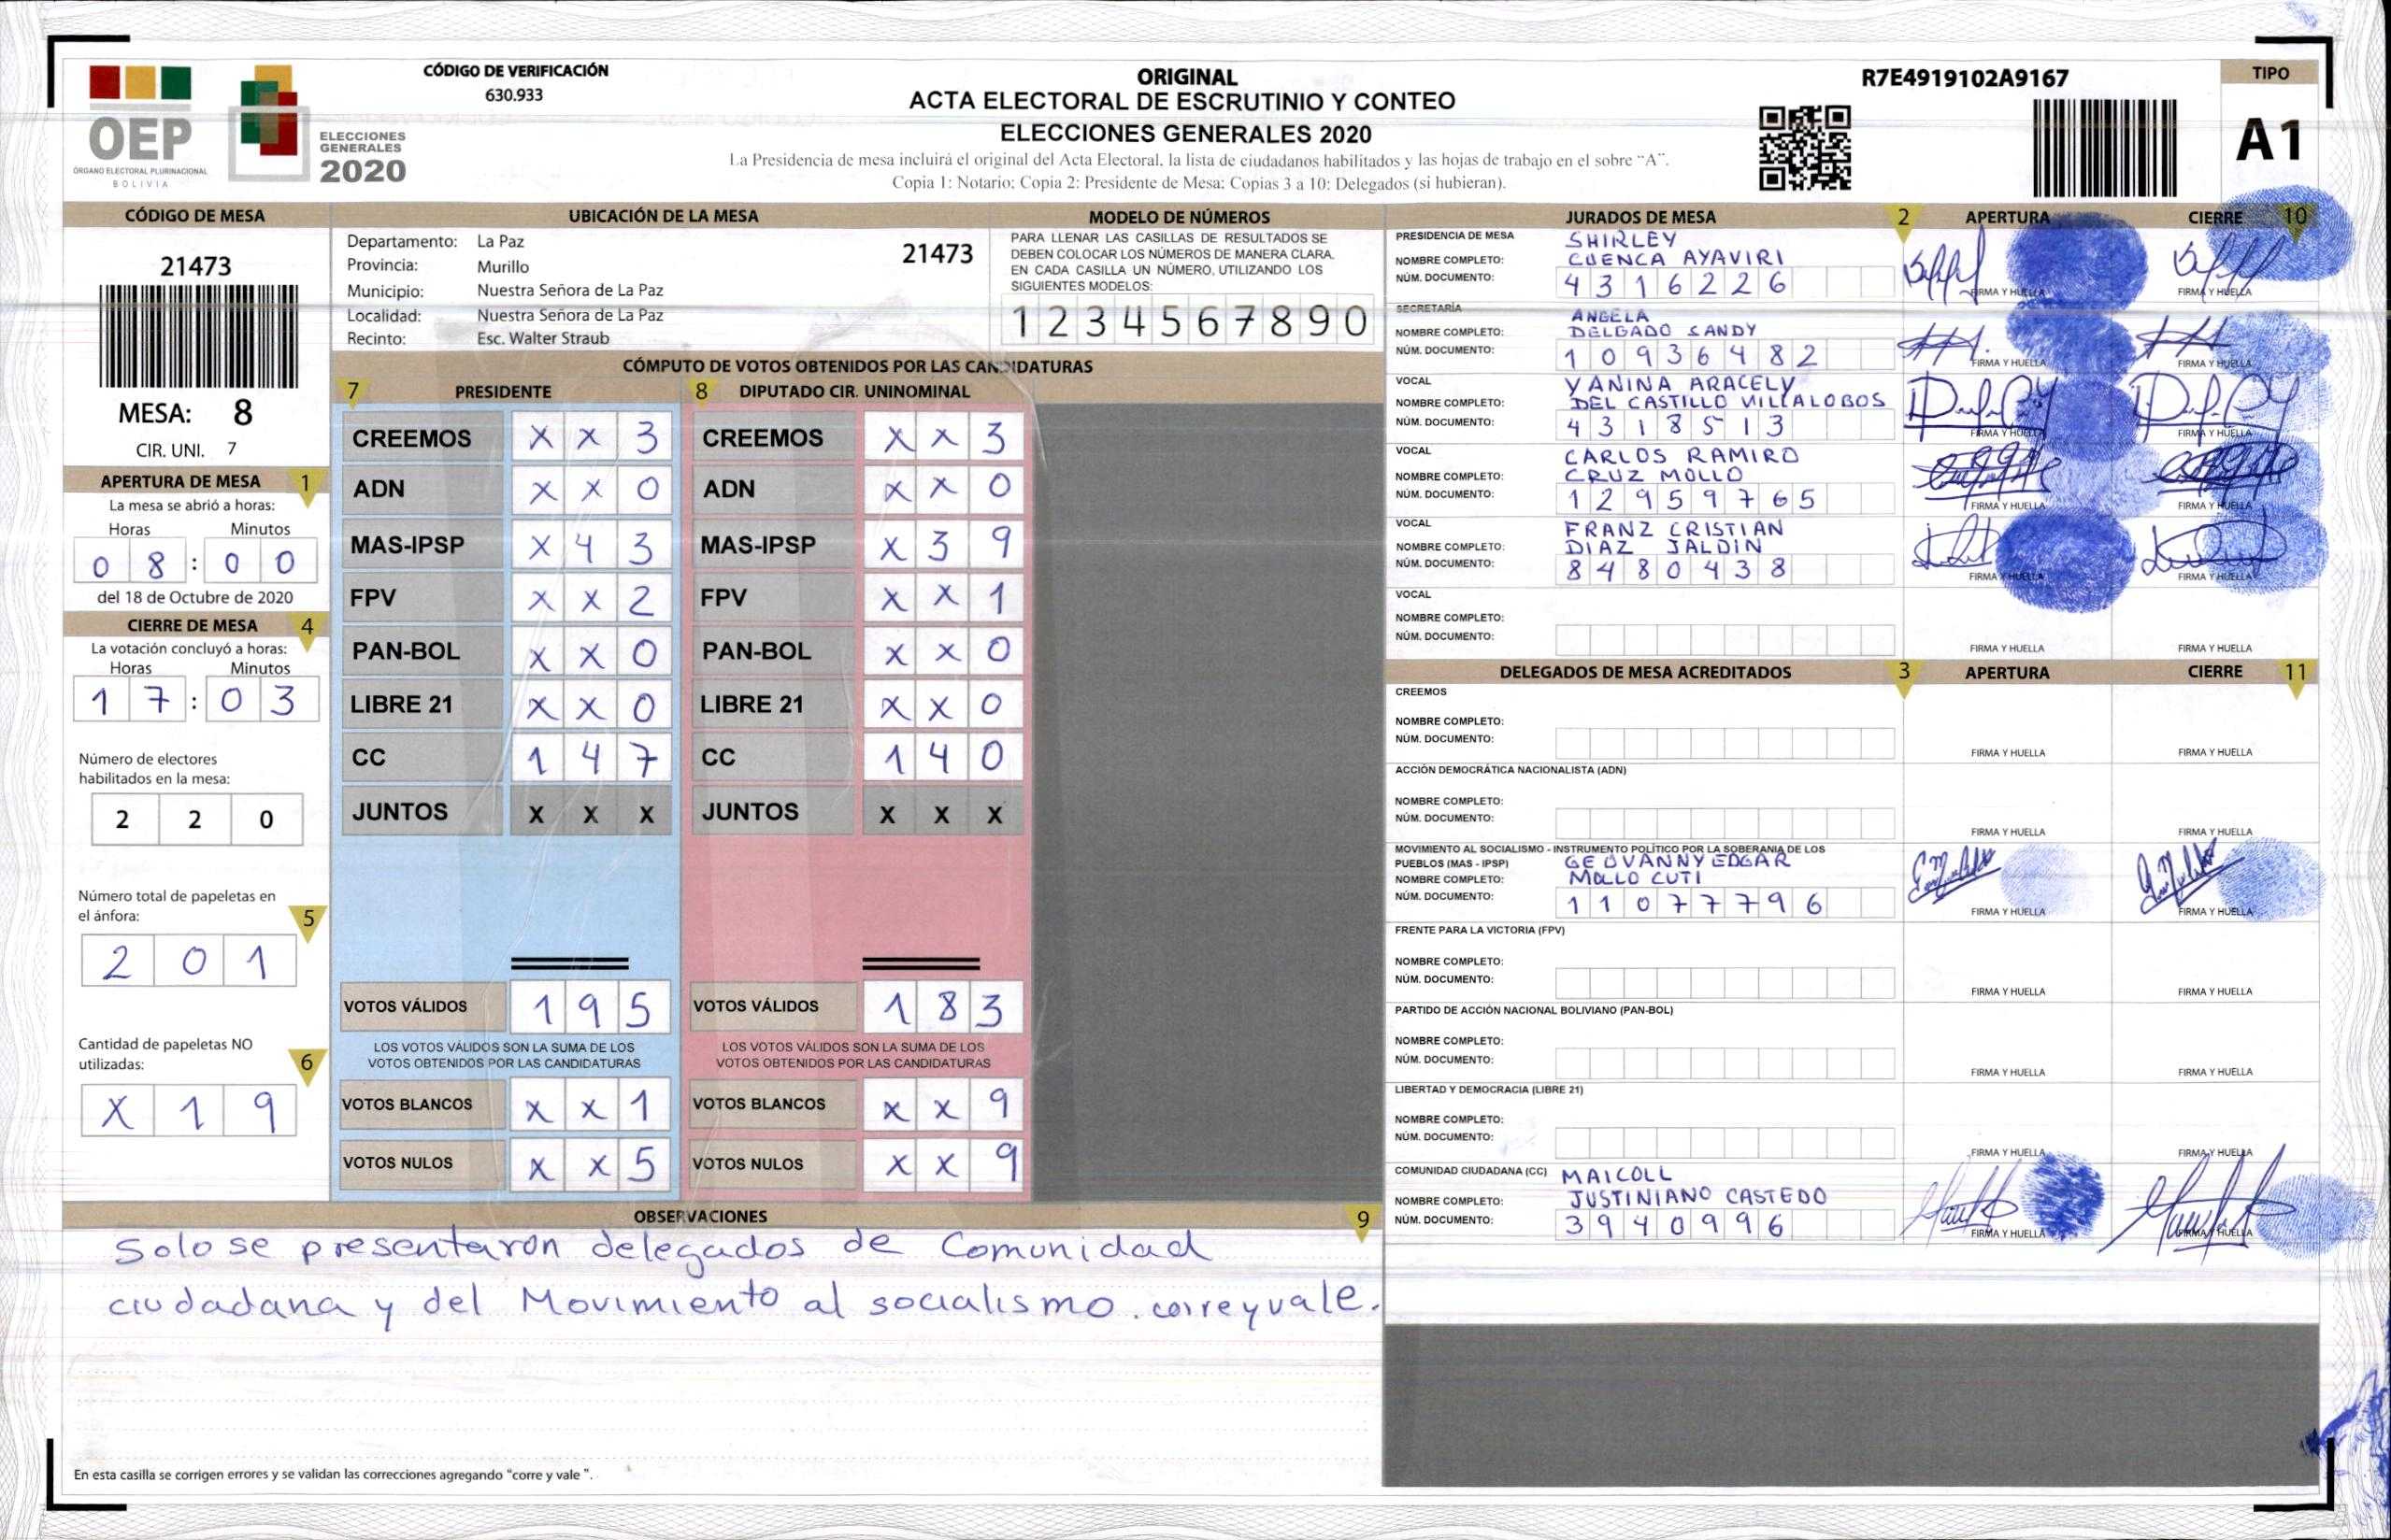 OEP
ÓRGANO ELECTORAL PLURINACIONAL
BOLIVIA
ELECCIONES
GENERALES
2020
CÓDIGO DE VERIFICACIÓN
630.933
ORIGINAL
ACTA ELECTORAL DE ESCRUTINIO Y CONTEO
ELECCIONES GENERALES 2020
La Presidencia de mesa incluirá el original del Acta Electoral, la lista de ciudadanos habilitados y las hojas de trabajo en el sobre “A”.
Copia 1: Notario; Copia 2: Presidente de Mesa; Copias 3 a 10: Delegados (si hubieran).
R7E4919102A9167
TIPO
A1
CÓDIGO DE MESA
21473
MESA: 8
CIR. UNI. 7
APERTURA DE MESA 1
La mesa se abrió a horas:
Horas Minutos
0 8 : 0 0
del 18 de Octubre de 2020
CIERRE DE MESA 4
La votación concluyó a horas:
Horas Minutos
1 7 : 0 3
Número de electores
habilitados en la mesa:
2 2 0
Número total de papeletas en
el ánfora: 5
2 0 1
Cantidad de papeletas NO
utilizadas: 6
X 1 9
UBICACIÓN DE LA MESA
Departamento: La Paz 21473
Provincia: Murillo
Municipio: Nuestra Señora de La Paz
Localidad: Nuestra Señora de La Paz
Recinto: Esc. Walter Straub
MODELO DE NÚMEROS
PARA LLENAR LAS CASILLAS DE RESULTADOS SE
DEBEN COLOCAR LOS NÚMEROS DE MANERA CLARA.
EN CADA CASILLA UN NÚMERO, UTILIZANDO LOS
SIGUIENTES MODELOS:
1 2 3 4 5 6 7 8 9 0
CÓMPUTO DE VOTOS OBTENIDOS POR LAS CANDIDATURAS
7 PRESIDENTE 8 DIPUTADO CIR. UNINOMINAL
CREEMOS X X 3 CREEMOS X X 3
ADN X X 0 ADN X X 0
MAS-IPSP X 4 3 MAS-IPSP X 3 9
FPV X X 2 FPV X X 1
PAN-BOL X X 0 PAN-BOL X X 0
LIBRE 21 X X 0 LIBRE 21 X X 0
CC 1 4 7 CC 1 4 0
JUNTOS X X X JUNTOS X X X
VOTOS VÁLIDOS 1 9 5 VOTOS VÁLIDOS 1 8 3
LOS VOTOS VÁLIDOS SON LA SUMA DE LOS LOS VOTOS VÁLIDOS SON LA SUMA DE LOS
VOTOS OBTENIDOS POR LAS CANDIDATURAS VOTOS OBTENIDOS POR LAS CANDIDATURAS
VOTOS BLANCOS X X 1 VOTOS BLANCOS X X 9
VOTOS NULOS X X 5 VOTOS NULOS X X 9
OBSERVACIONES 9
Solo se presentaron delegados de Comunidad
ciudadana y del Movimiento al socialismo. corre y vale.
En esta casilla se corrigen errores y se validan las correcciones agregando “corre y vale ”.
JURADOS DE MESA 2 APERTURA CIERRE 10
PRESIDENCIA DE MESA SHIRLEY
NOMBRE COMPLETO: CUENCA AYAVIRI
NÚM. DOCUMENTO: 4 3 1 6 2 2 6
FIRMA Y HUELLA FIRMA Y HUELLA
SECRETARÍA ANGELA
NOMBRE COMPLETO: DELGADO SANDY
NÚM. DOCUMENTO: 1 0 9 3 6 4 8 2
FIRMA Y HUELLA FIRMA Y HUELLA
VOCAL YANINA ARACELY
NOMBRE COMPLETO: DEL CASTILLO VILLALOBOS
NÚM. DOCUMENTO: 4 3 1 8 5 1 3
FIRMA Y HUELLA FIRMA Y HUELLA
VOCAL CARLOS RAMIRO
NOMBRE COMPLETO: CRUZ MOLLO
NÚM. DOCUMENTO: 1 2 9 5 9 7 6 5
FIRMA Y HUELLA FIRMA Y HUELLA
VOCAL FRANZ CRISTIAN
NOMBRE COMPLETO: DIAZ JALDIN
NÚM. DOCUMENTO: 8 4 8 0 4 3 8
FIRMA Y HUELLA FIRMA Y HUELLA
VOCAL
NOMBRE COMPLETO:
NÚM. DOCUMENTO:
FIRMA Y HUELLA FIRMA Y HUELLA
DELEGADOS DE MESA ACREDITADOS 3 APERTURA CIERRE 11
CREEMOS
NOMBRE COMPLETO:
NÚM. DOCUMENTO:
FIRMA Y HUELLA FIRMA Y HUELLA
ACCIÓN DEMOCRÁTICA NACIONALISTA (ADN)
NOMBRE COMPLETO:
NÚM. DOCUMENTO:
FIRMA Y HUELLA FIRMA Y HUELLA
MOVIMIENTO AL SOCIALISMO - INSTRUMENTO POLÍTICO POR LA SOBERANIA DE LOS
PUEBLOS (MAS - IPSP) GEOVANNY EDGAR
NOMBRE COMPLETO: MOLLO CUTI
NÚM. DOCUMENTO: 1 1 0 7 7 7 9 6
FIRMA Y HUELLA FIRMA Y HUELLA
FRENTE PARA LA VICTORIA (FPV)
NOMBRE COMPLETO:
NÚM. DOCUMENTO:
FIRMA Y HUELLA FIRMA Y HUELLA
PARTIDO DE ACCIÓN NACIONAL BOLIVIANO (PAN-BOL)
NOMBRE COMPLETO:
NÚM. DOCUMENTO:
FIRMA Y HUELLA FIRMA Y HUELLA
LIBERTAD Y DEMOCRACIA (LIBRE 21)
NOMBRE COMPLETO:
NÚM. DOCUMENTO:
FIRMA Y HUELLA FIRMA Y HUELLA
COMUNIDAD CIUDADANA (CC) MAICOLL
NOMBRE COMPLETO: JUSTINIANO CASTEDO
NÚM. DOCUMENTO: 3 9 4 0 9 9 6
FIRMA Y HUELLA FIRMA Y HUELLA